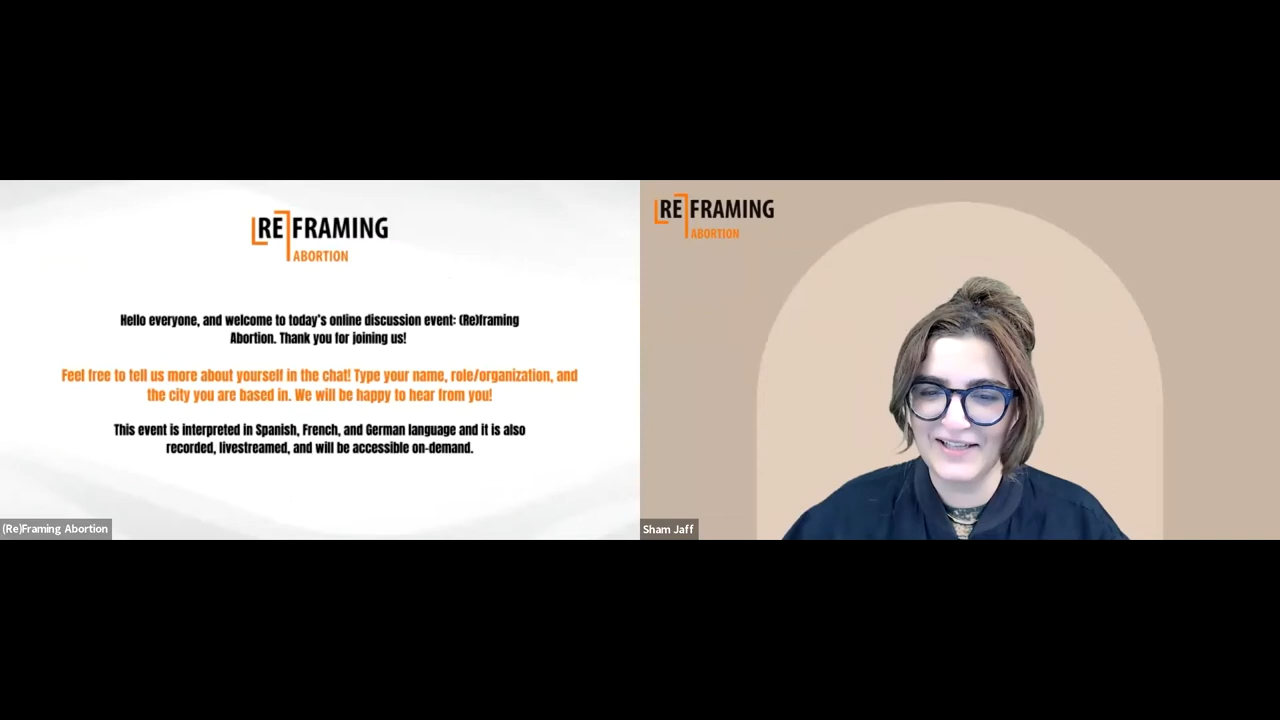 [RE]FRAMING
ABORTION
Hello everyone, and welcome to today's online discussion event: (Re)framing
Abortion. Thank you for joining us!
Feel free to tell us more about yourself in the chat! Type your name, role/organization, and
the city you are based in. We will be happy to hear from you!
This event is interpreted in Spanish, French, and German language and it is also
recorded, livestreamed, and will be accessible on-demand.
(Re)Framing Abortion
[RE]FRAMING
ABORTION
Sham Jaff